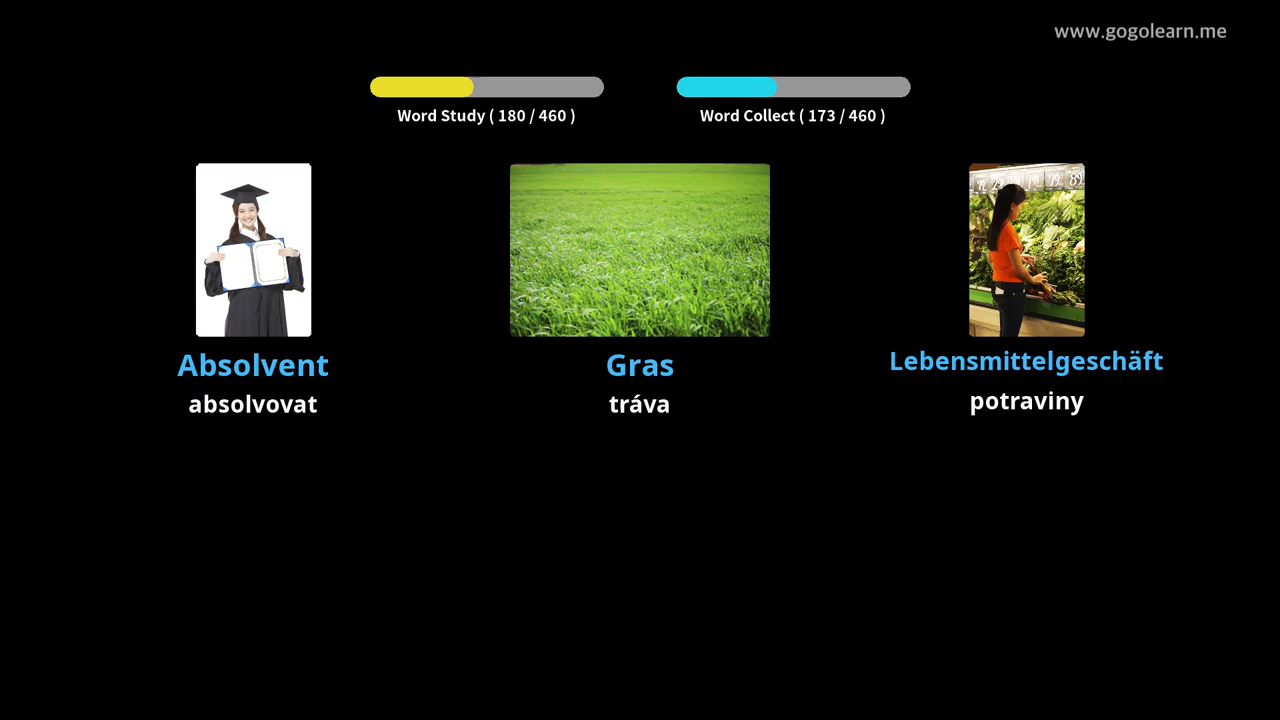 www.gogolearn.me
Word Study ( 180 / 460 )
Word Collect ( 173 / 460 )
Absolvent
absolvovat
Gras
tráva
Lebensmittelgeschäft
potraviny